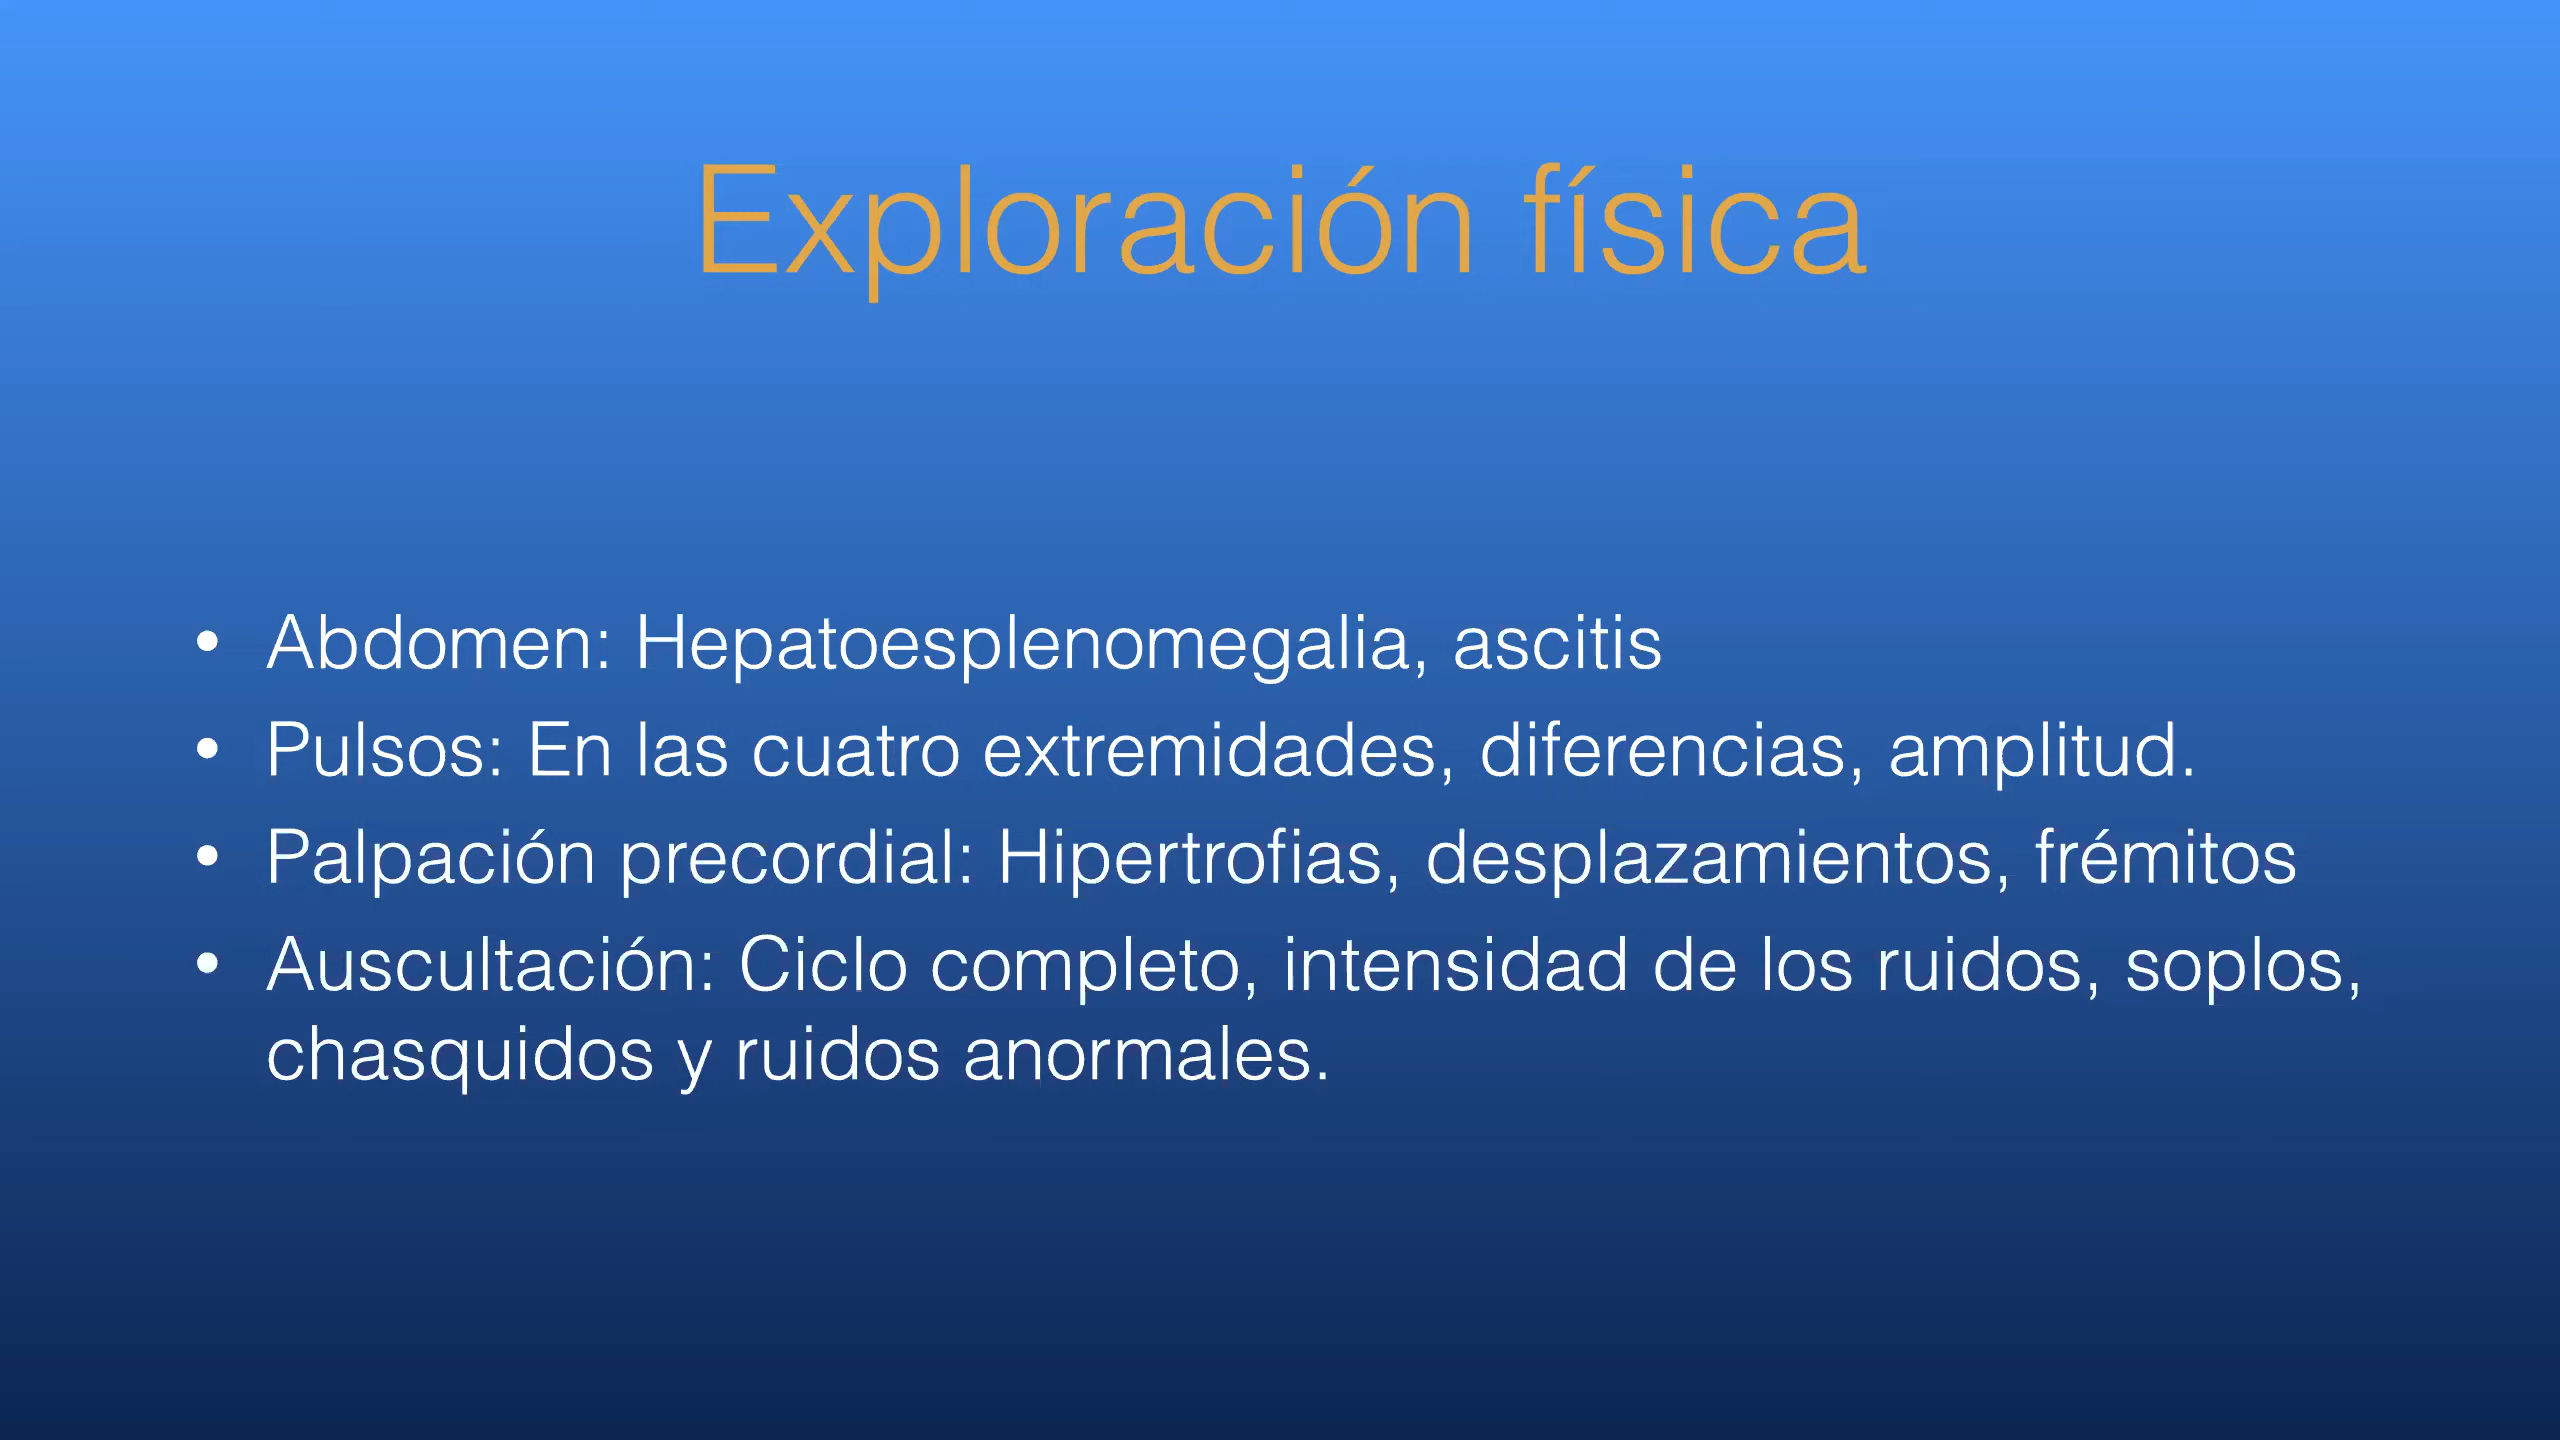 Exploración física
• Abdomen: Hepatoesplenomegalia, ascitis
• Pulsos: En las cuatro extremidades, diferencias, amplitud.
• Palpación precordial: Hipertrofias, desplazamientos, frémitos
• Auscultación: Ciclo completo, intensidad de los ruidos, soplos,
chasquidos y ruidos anormales.